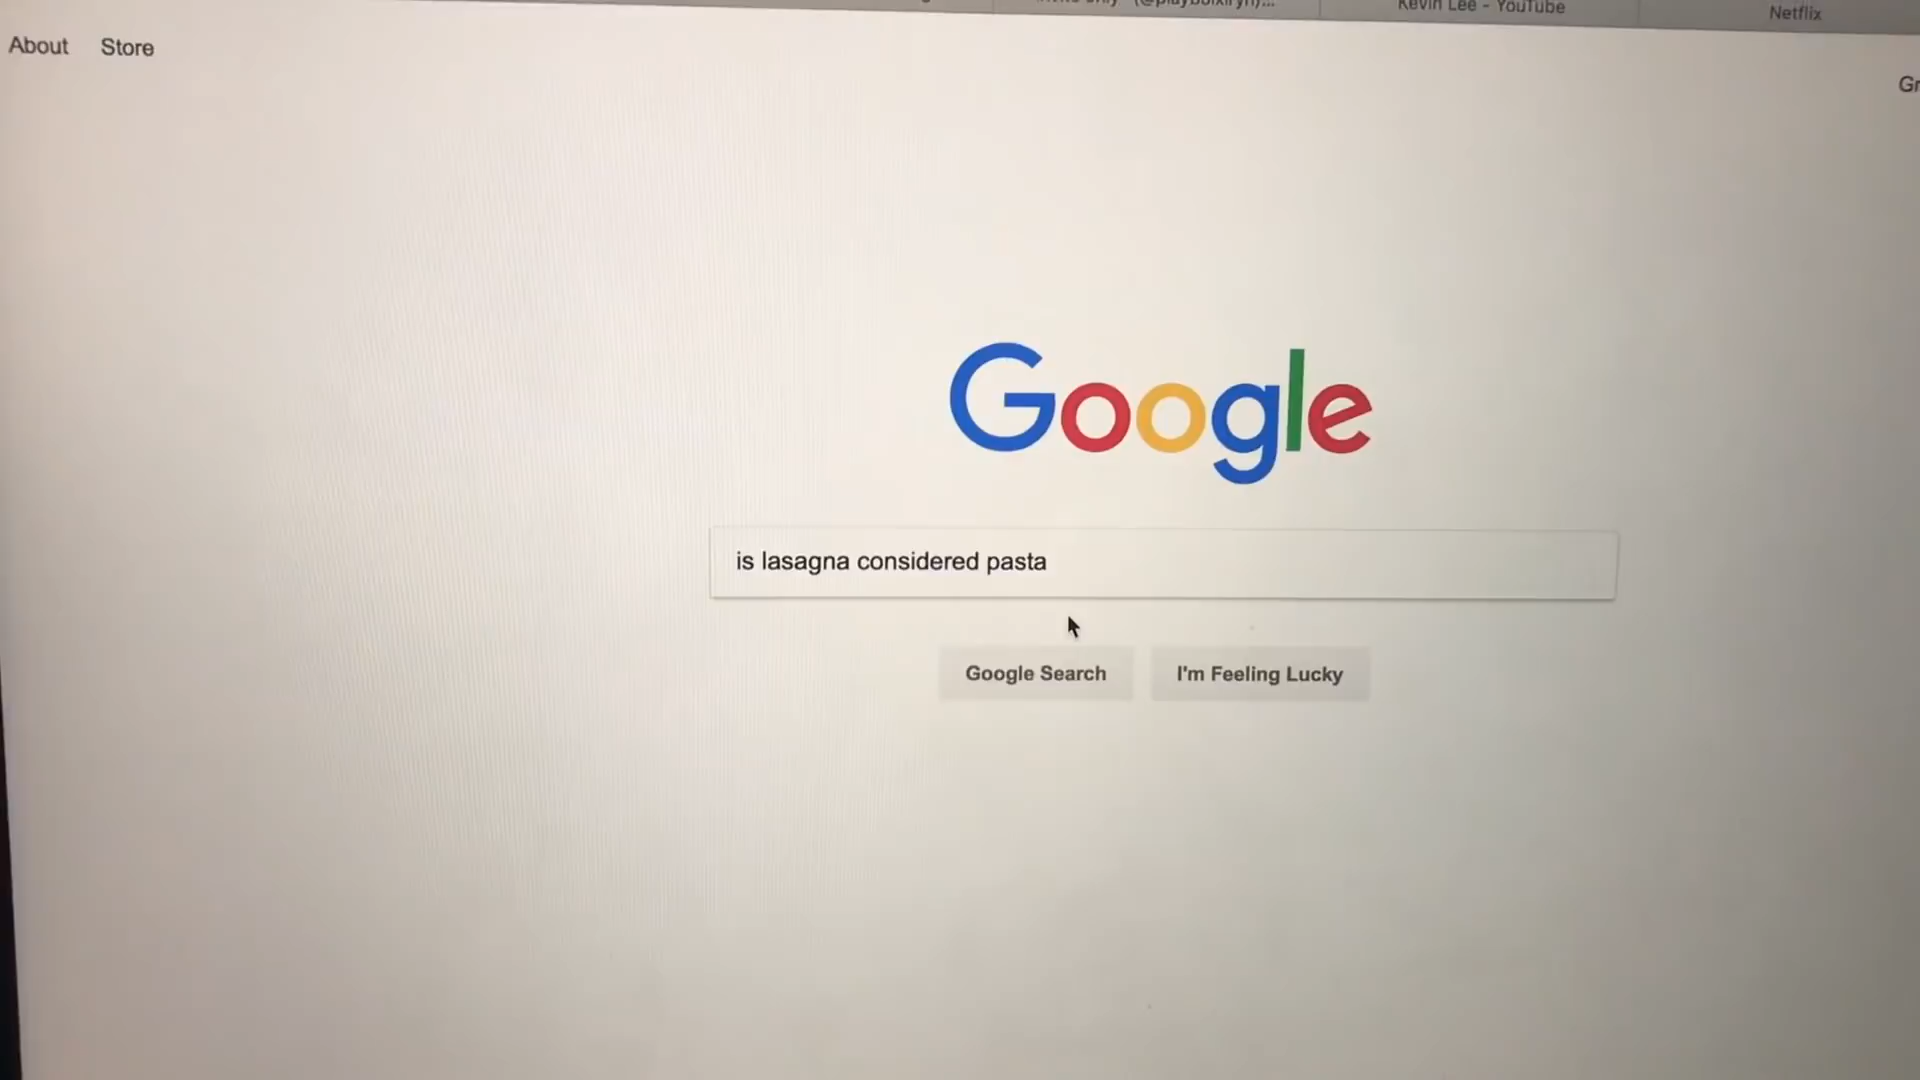 Kevin Lee - YouTube
Netflix
About Store
Google
is lasagna considered pasta
Google Search I'm Feeling Lucky